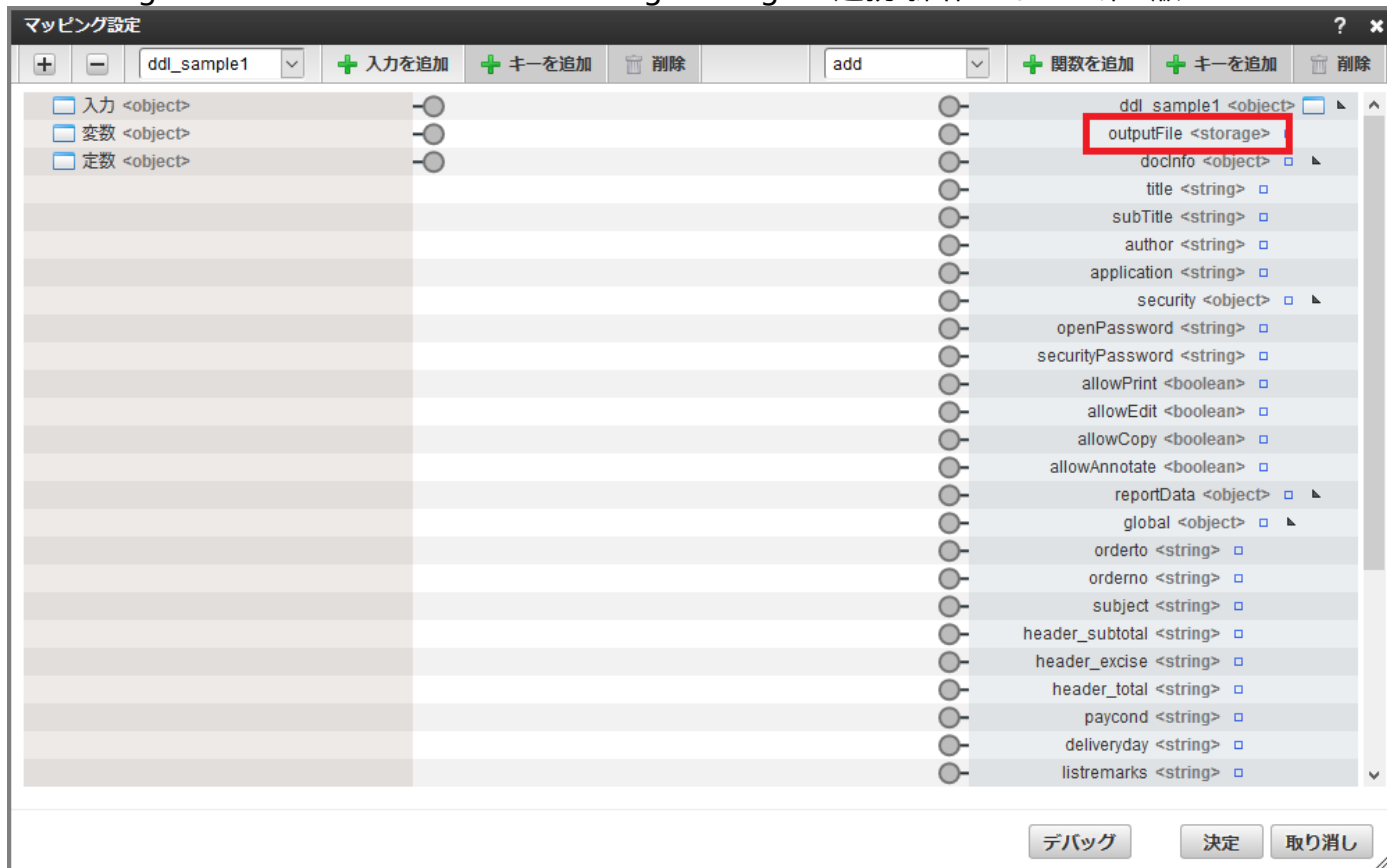 マッピング設定 ?
ddl_sample1 入力を追加 キーを追加 削除 add 関数を追加 キーを追加 削除
入力 <object> ddl_sample1 <object>
変数 <object> outputFile <storage>
定数 <object> docInfo <object>
title <string>
subTitle <string>
author <string>
application <string>
security <object>
openPassword <string>
securityPassword <string>
allowPrint <boolean>
allowEdit <boolean>
allowCopy <boolean>
allowAnnotate <boolean>
reportData <object>
global <object>
orderto <string>
orderno <string>
subject <string>
header_subtotal <string>
header_excise <string>
header_total <string>
paycond <string>
deliveryday <string>
listremarks <string>
デバッグ 決定 取り消し